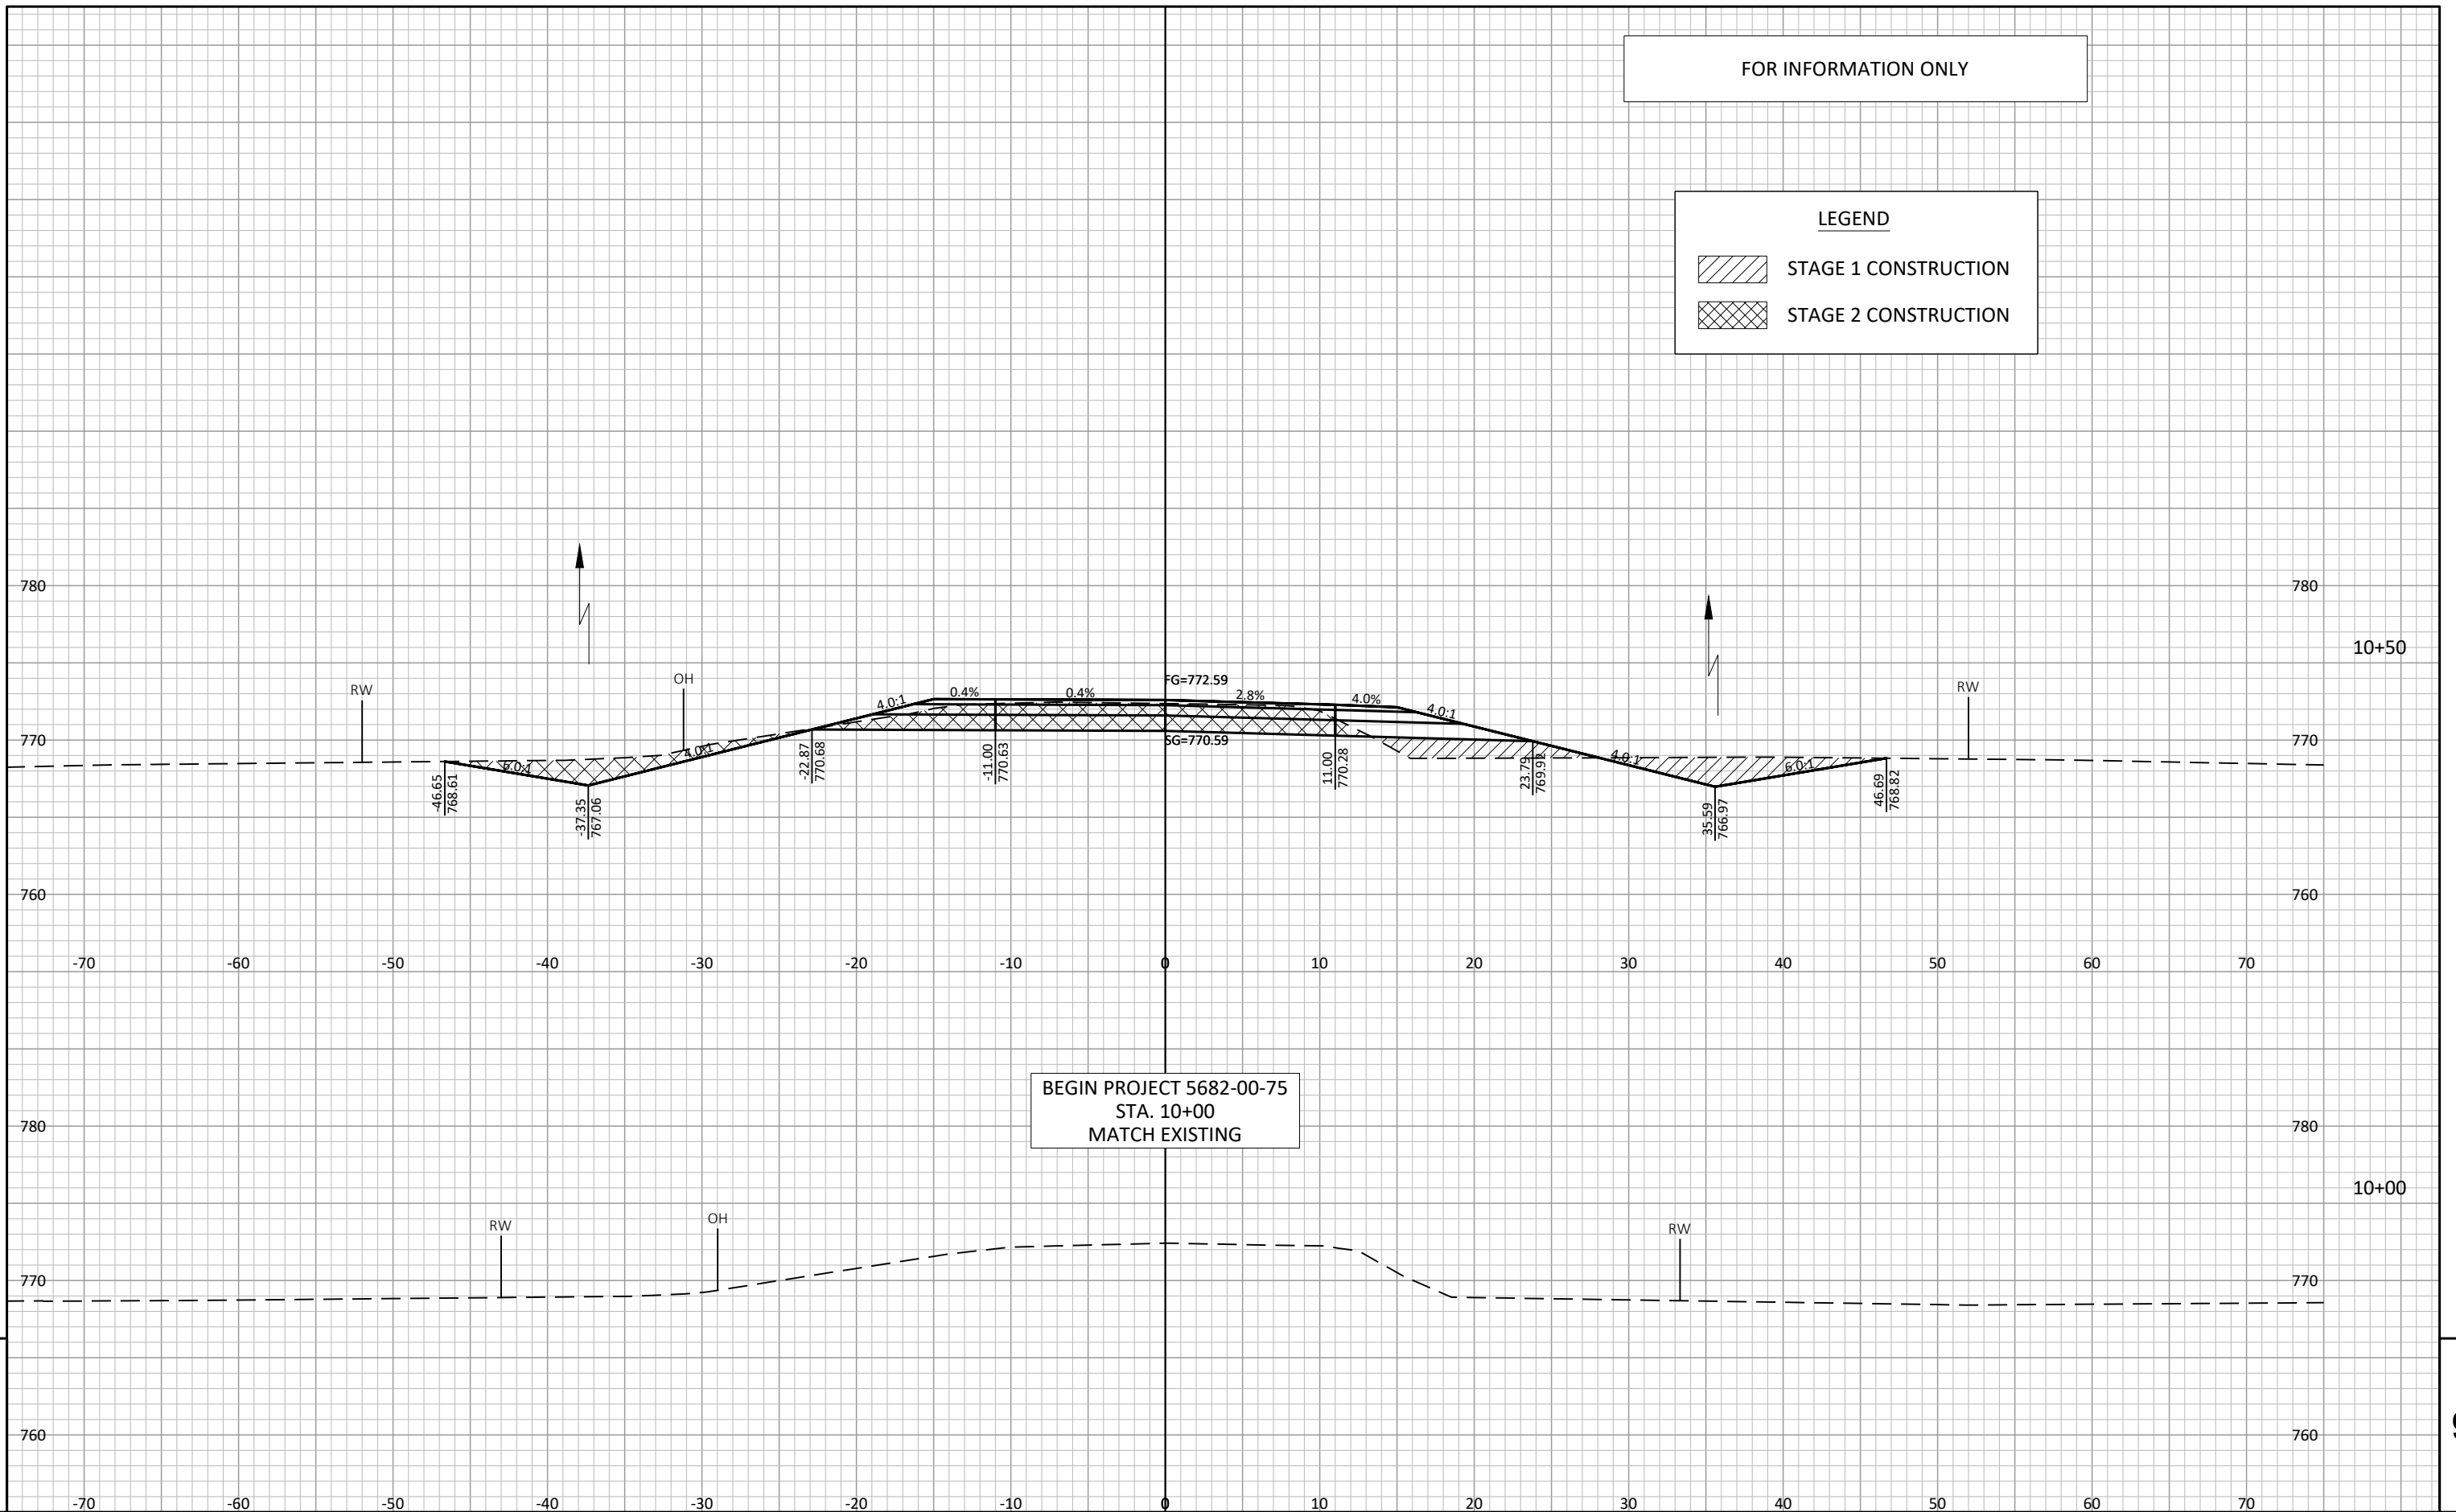 FOR INFORMATION ONLY
LEGEND
STAGE 1 CONSTRUCTION
STAGE 2 CONSTRUCTION
780 780
10+50
RW OH FG=772.59 RW
4.0:1 0.4% 0.4% 2.8% 4.0% 4.0:1
770 770
6.0:1 4.0:1 SG=770.59 4.0:1 6.0:1
-46.65
768.61
-37.35
767.06
-22.87
770.68
-11.00
770.63
11.00
770.28
23.79
769.92
35.59
766.97
46.69
768.82
760 760
-70 -60 -50 -40 -30 -20 -10 0 10 20 30 40 50 60 70
BEGIN PROJECT 5682-00-75
STA. 10+00
MATCH EXISTING
780 780
10+00
RW OH RW
770 770
760 760
-70 -60 -50 -40 -30 -20 -10 0 10 20 30 40 50 60 70